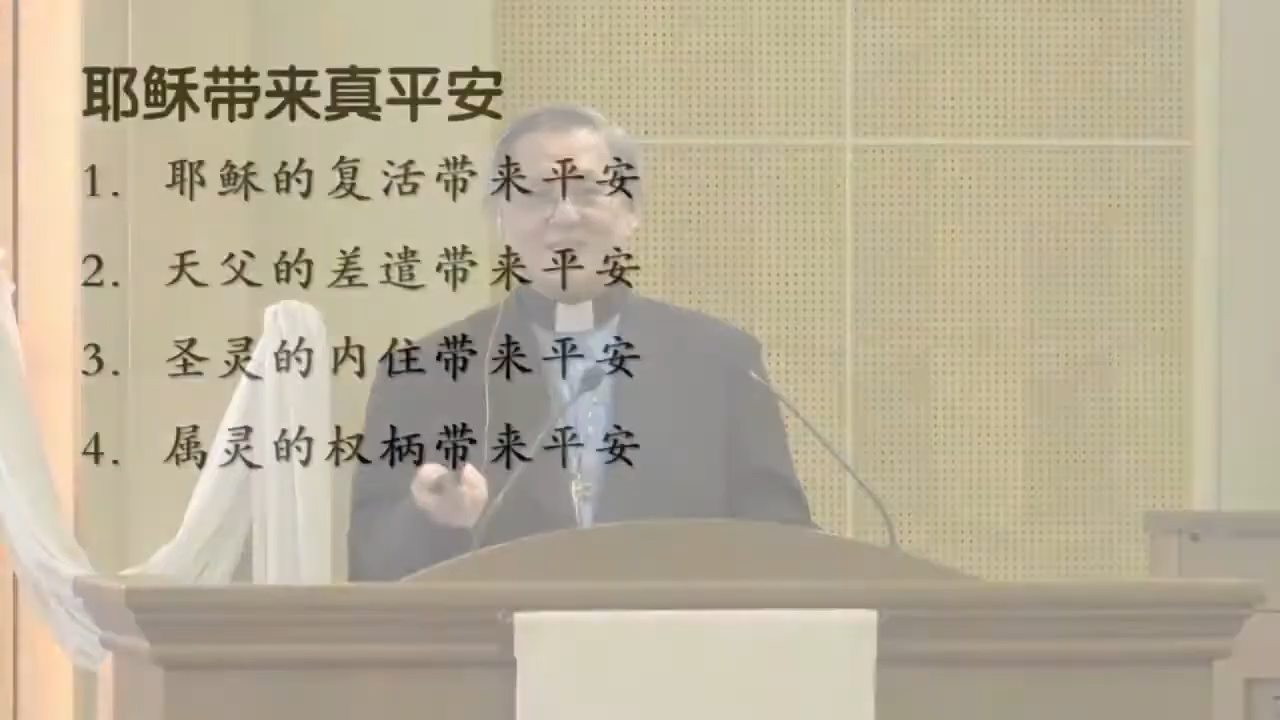 耶稣带来真平安
1. 耶稣的复活带来平安
2. 天父的差遣带来平安
3. 圣灵的内住带来平安
4. 属灵的权柄带来平安